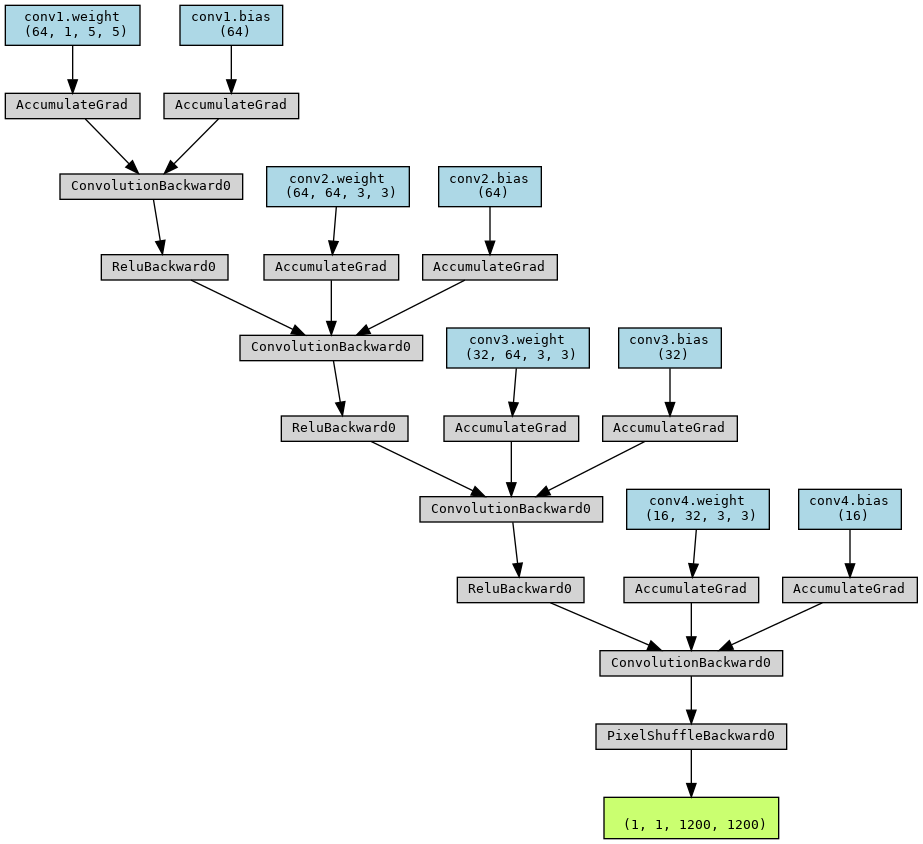 conv1.weight
(64, 1, 5, 5)
conv1.bias
(64)
AccumulateGrad
AccumulateGrad
ConvolutionBackward0
conv2.weight
(64, 64, 3, 3)
conv2.bias
(64)
ReluBackward0
AccumulateGrad
AccumulateGrad
ConvolutionBackward0
conv3.weight
(32, 64, 3, 3)
conv3.bias
(32)
ReluBackward0
AccumulateGrad
AccumulateGrad
ConvolutionBackward0
conv4.weight
(16, 32, 3, 3)
conv4.bias
(16)
ReluBackward0
AccumulateGrad
AccumulateGrad
ConvolutionBackward0
PixelShuffleBackward0
(1, 1, 1200, 1200)